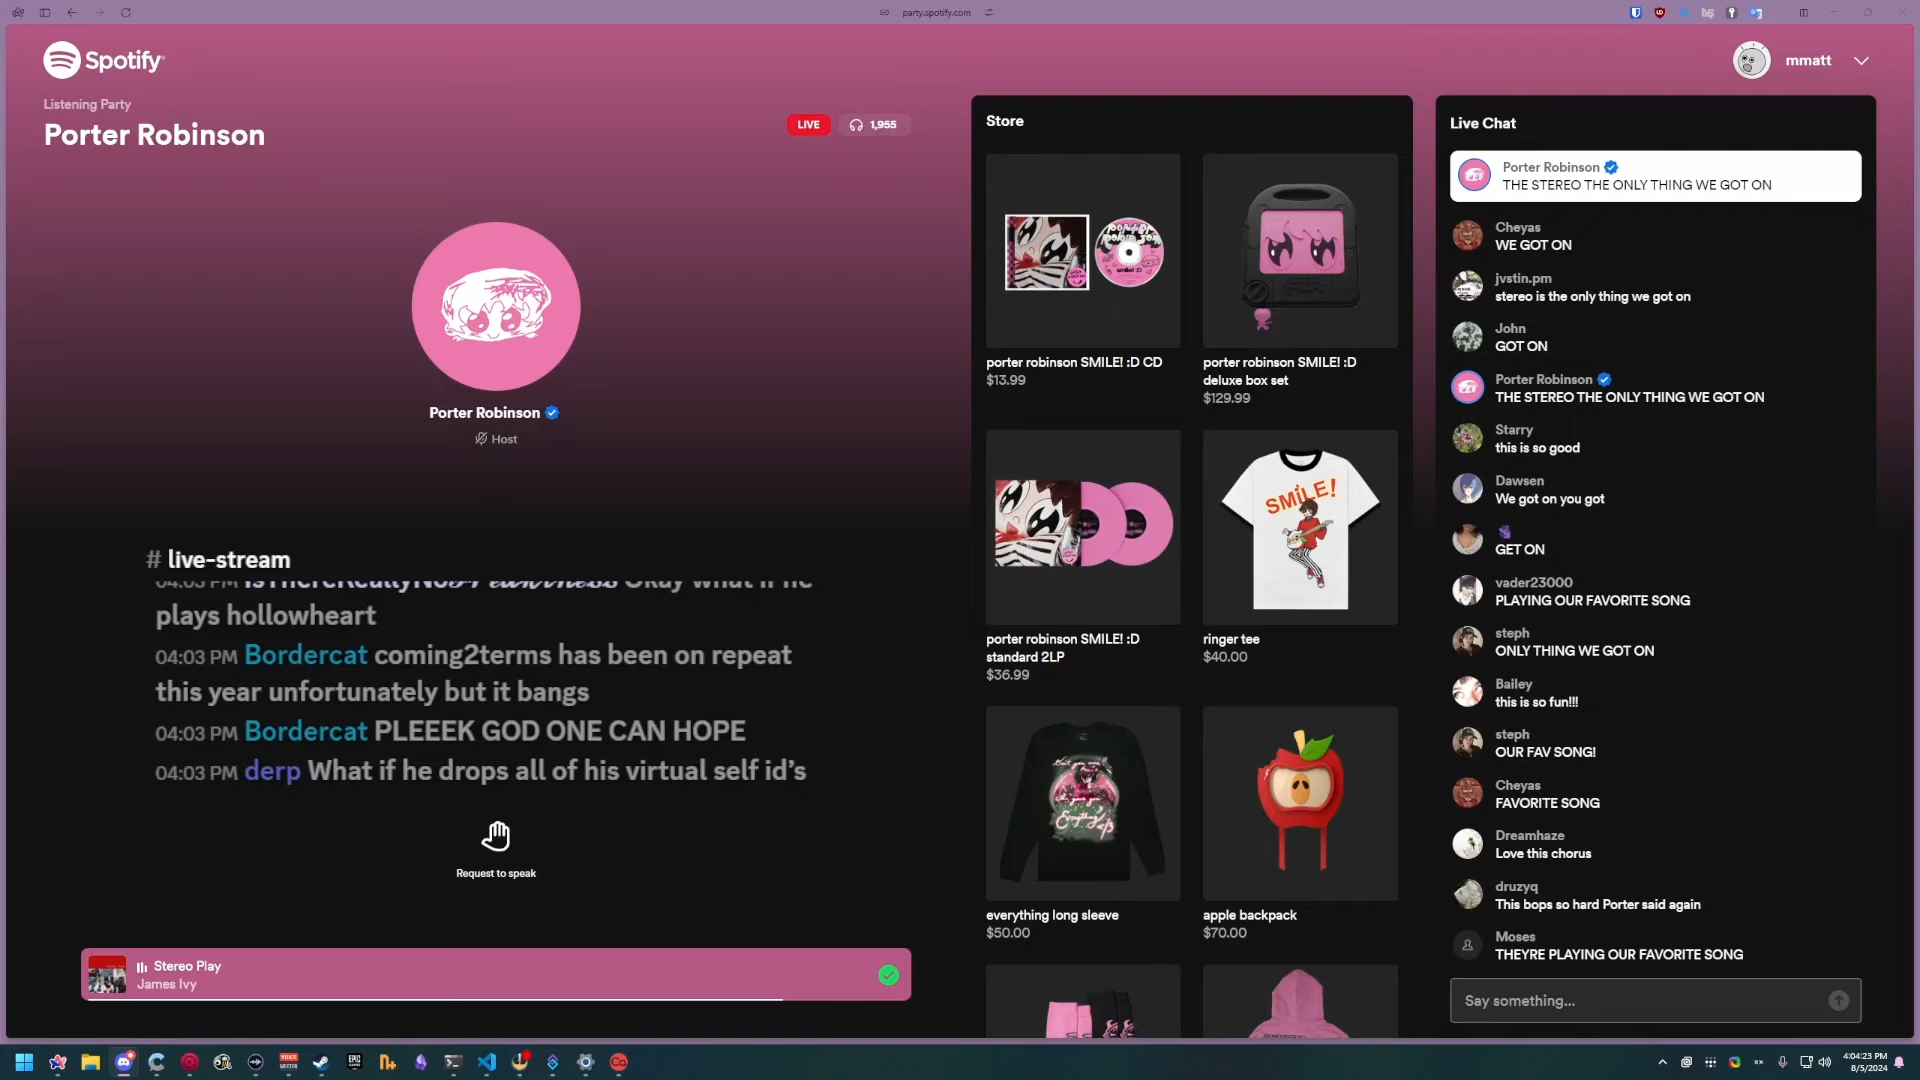 party.spotify.com
Spotify
mmatt
Listening Party
Porter Robinson
LIVE
1,955
Porter Robinson
Host
# live-stream
04:03 PM IsThereReallyNo Okay what if he
plays hollowheart
04:03 PM Bordercat coming2terms has been on repeat
this year unfortunately but it bangs
04:03 PM Bordercat PLEEEK GOD ONE CAN HOPE
04:03 PM derp What if he drops all of his virtual self id’s
Request to speak
Stereo Play
James Ivy
Store
porter robinson SMILE! :D CD
$13.99
porter robinson SMILE! :D
deluxe box set
$129.99
porter robinson SMILE! :D
standard 2LP
$36.99
SMiLE!
ringer tee
$40.00
everything long sleeve
$50.00
apple backpack
$70.00
Live Chat
Porter Robinson
THE STEREO THE ONLY THING WE GOT ON
Cheyas
WE GOT ON
jvstin.pm
stereo is the only thing we got on
John
GOT ON
Porter Robinson
THE STEREO THE ONLY THING WE GOT ON
Starry
this is so good
Dawsen
We got on you got
GET ON
vader23000
PLAYING OUR FAVORITE SONG
steph
ONLY THING WE GOT ON
Bailey
this is so fun!!!
steph
OUR FAV SONG!
Cheyas
FAVORITE SONG
Dreamhaze
Love this chorus
druzyq
This bops so hard Porter said again
Moses
THEYRE PLAYING OUR FAVORITE SONG
Say something...
4:04:23 PM
8/5/2024